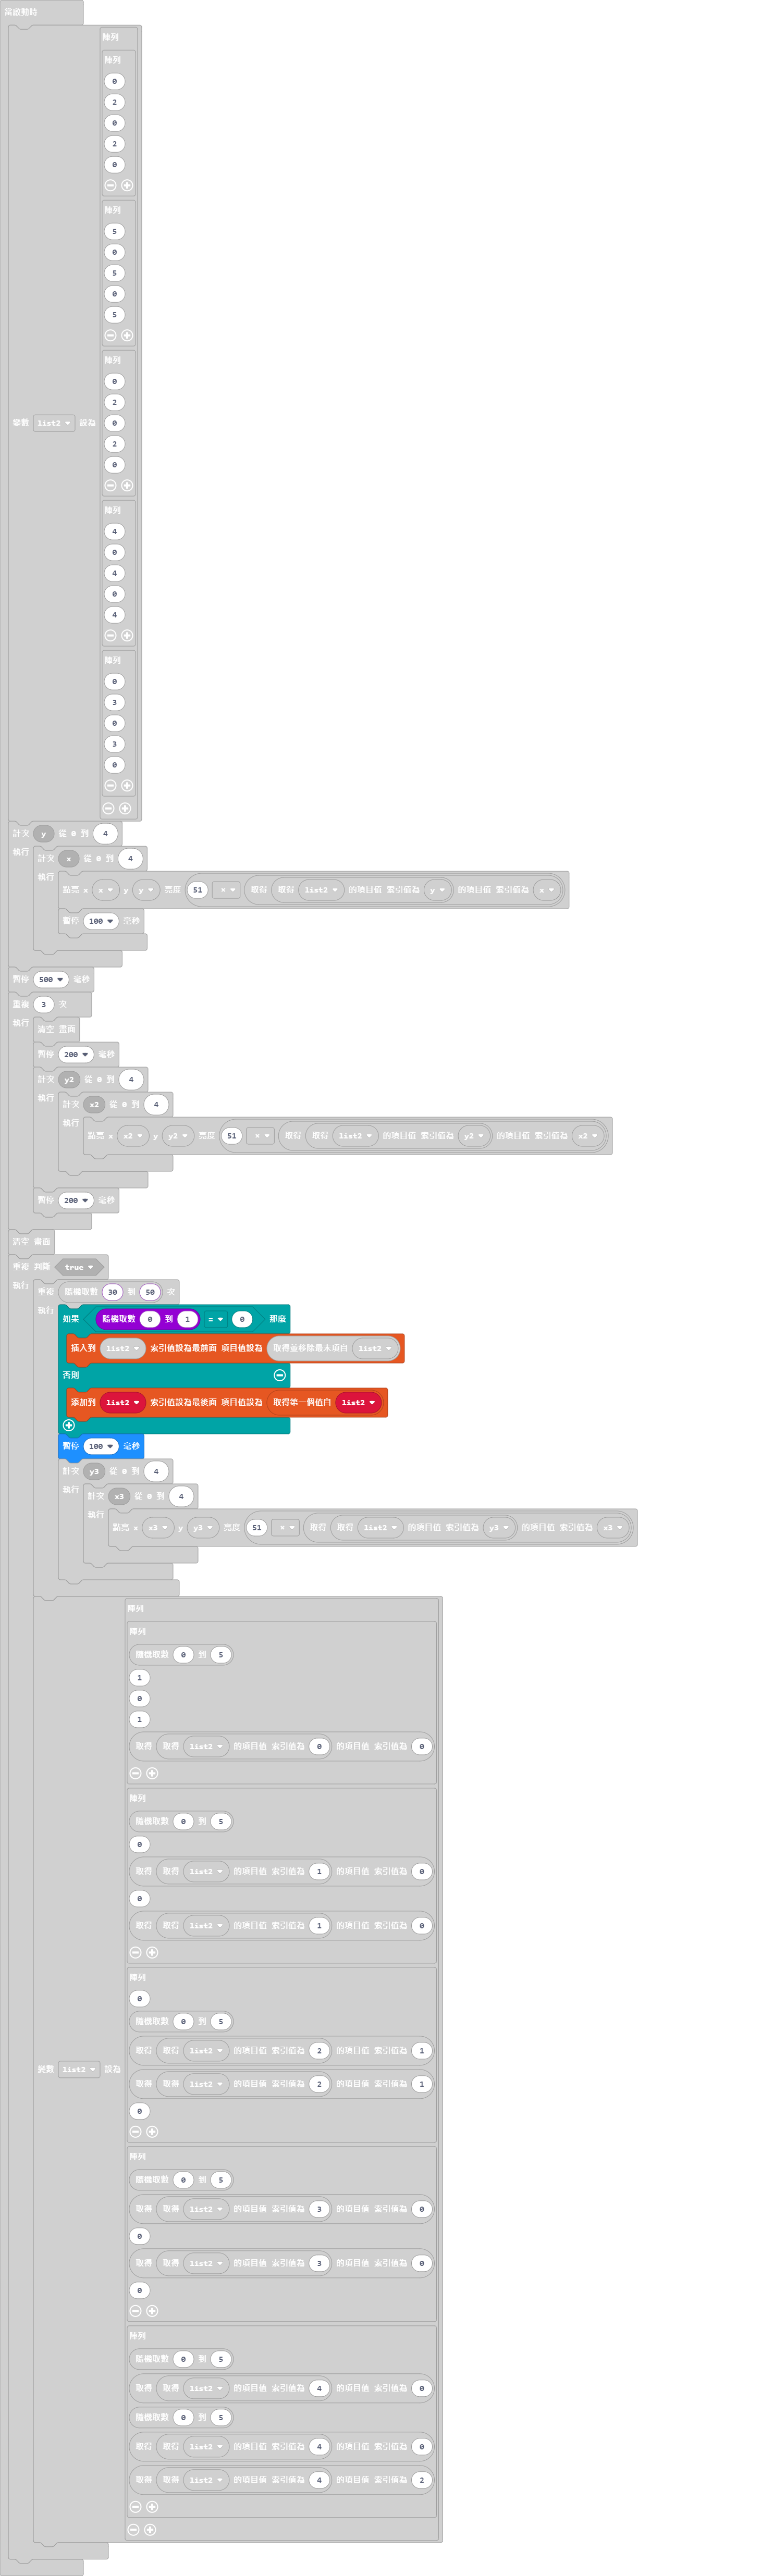 當啟動時
陣列
陣列
0
2
0
2
0
陣列
5
0
5
0
5
陣列
0
2
0
2
0
變數 list2 設為
陣列
4
0
4
0
4
陣列
0
3
0
3
0
計次 y 從 0 到 4
執行
計次 x 從 0 到 4
執行
點亮 x x y y 亮度 51 × 取得 取得 list2 的項目值 索引值為 y 的項目值 索引值為 x
暫停 100 毫秒
暫停 500 毫秒
重複 3 次
執行
清空 畫面
暫停 200 毫秒
計次 y2 從 0 到 4
執行
計次 x2 從 0 到 4
執行
點亮 x x2 y y2 亮度 51 × 取得 取得 list2 的項目值 索引值為 y2 的項目值 索引值為 x2
暫停 200 毫秒
清空 畫面
重複 判斷 true
執行
重複 隨機取數 30 到 50 次
執行
如果 隨機取數 0 到 1 = 0 那麼
插入到 list2 索引值設為最前面 項目值設為 取得並移除最末項自 list2
否則
添加到 list2 索引值設為最後面 項目值設為 取得第一個值自 list2
暫停 100 毫秒
計次 y3 從 0 到 4
執行
計次 x3 從 0 到 4
執行
點亮 x x3 y y3 亮度 51 × 取得 取得 list2 的項目值 索引值為 y3 的項目值 索引值為 x3
陣列
陣列
隨機取數 0 到 5
1
0
1
取得 取得 list2 的項目值 索引值為 0 的項目值 索引值為 0
陣列
隨機取數 0 到 5
0
取得 取得 list2 的項目值 索引值為 1 的項目值 索引值為 0
0
取得 取得 list2 的項目值 索引值為 1 的項目值 索引值為 0
陣列
0
隨機取數 0 到 5
取得 取得 list2 的項目值 索引值為 2 的項目值 索引值為 1
變數 list2 設為
取得 取得 list2 的項目值 索引值為 2 的項目值 索引值為 1
0
陣列
隨機取數 0 到 5
取得 取得 list2 的項目值 索引值為 3 的項目值 索引值為 0
0
取得 取得 list2 的項目值 索引值為 3 的項目值 索引值為 0
0
陣列
隨機取數 0 到 5
取得 取得 list2 的項目值 索引值為 4 的項目值 索引值為 0
隨機取數 0 到 5
取得 取得 list2 的項目值 索引值為 4 的項目值 索引值為 0
取得 取得 list2 的項目值 索引值為 4 的項目值 索引值為 2